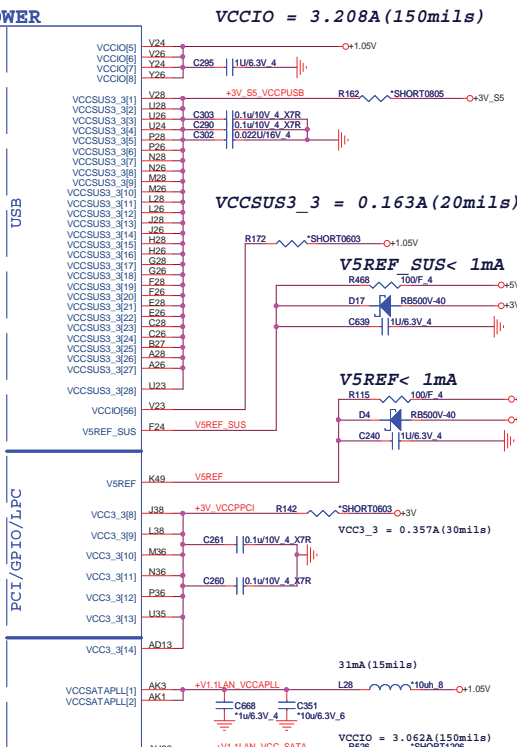 OWER
VCCIO = 3.208A(150mils)
VCCIO[5] V24 +1.05V
VCCIO[6] V26
VCCIO[7] Y24 C295 1U/6.3V_4
VCCIO[8] Y26
VCCSUS3_3[1] V28 +3V_S5_VCCPUSB R162 *SHORT0805 +3V_S5
VCCSUS3_3[2] U28
VCCSUS3_3[3] U26 C303 0.1u/10V_4_X7R
VCCSUS3_3[4] U24 C290 0.1u/10V_4_X7R
VCCSUS3_3[5] P28 C302 0.022U/16V_4
VCCSUS3_3[6] P26
VCCSUS3_3[7] N28
VCCSUS3_3[8] N26
VCCSUS3_3[9] M28
VCCSUS3_3[10] M26
VCCSUS3_3[11] L28
VCCSUS3_3[12] L26
VCCSUS3_3[13] J28
VCCSUS3_3[14] J26
VCCSUS3_3[15] H28
VCCSUS3_3[16] H26
VCCSUS3_3[17] G28
VCCSUS3_3[18] G26
VCCSUS3_3[19] F28
VCCSUS3_3[20] F26
VCCSUS3_3[21] E28
VCCSUS3_3[22] E26
VCCSUS3_3[23] C28
VCCSUS3_3[24] C26
VCCSUS3_3[25] B27
VCCSUS3_3[26] A28
VCCSUS3_3[27] A26
USB
VCCSUS3_3 = 0.163A(20mils)
R172 *SHORT0603 +1.05V
V5REF_SUS< 1mA
R468 100/F_4 +5V
D17 RB500V-40 +3V
C639 1U/6.3V_4
V5REF< 1mA
VCCSUS3_3[28] U23
R115 100/F_4
VCCIO[56] V23
D4 RB500V-40
V5REF_SUS F24 V5REF_SUS
C240 1U/6.3V_4
V5REF K49 V5REF
PCI/GPIO/LPC
VCC3_3[8] J38 +3V_VCCPPCI R142 *SHORT0603 +3V
VCC3_3 = 0.357A(30mils)
VCC3_3[9] L38
C261 0.1u/10V_4_X7R
VCC3_3[10] M36
VCC3_3[11] N36
C260 0.1u/10V_4_X7R
VCC3_3[12] P36
VCC3_3[13] U35
VCC3_3[14] AD13
31mA(15mils)
VCCSATAPLL[1] AK3 +V1.1LAN_VCCAPLL L28 *10uh_8 +1.05V
VCCSATAPLL[2] AK1
C668 C351
*1u/6.3V_4 *10u/6.3V_6
VCCIO = 3.062A(150mils)